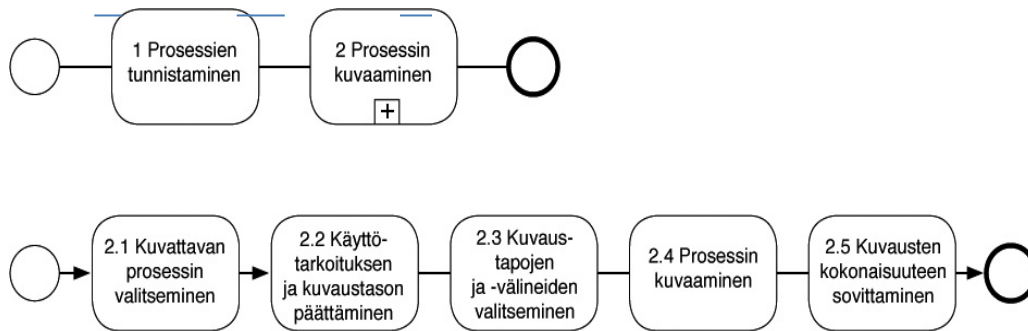 1 Prosessien
tunnistaminen
2 Prosessin
kuvaaminen
+
2.1 Kuvattavan
prosessin
valitseminen
2.2 Käyttö-
tarkoituksen
ja kuvaustason
päättäminen
2.3 Kuvaus-
tapojen
ja -välineiden
valitseminen
2.4 Prosessin
kuvaaminen
2.5 Kuvausten
kokonaisuuteen
sovittaminen